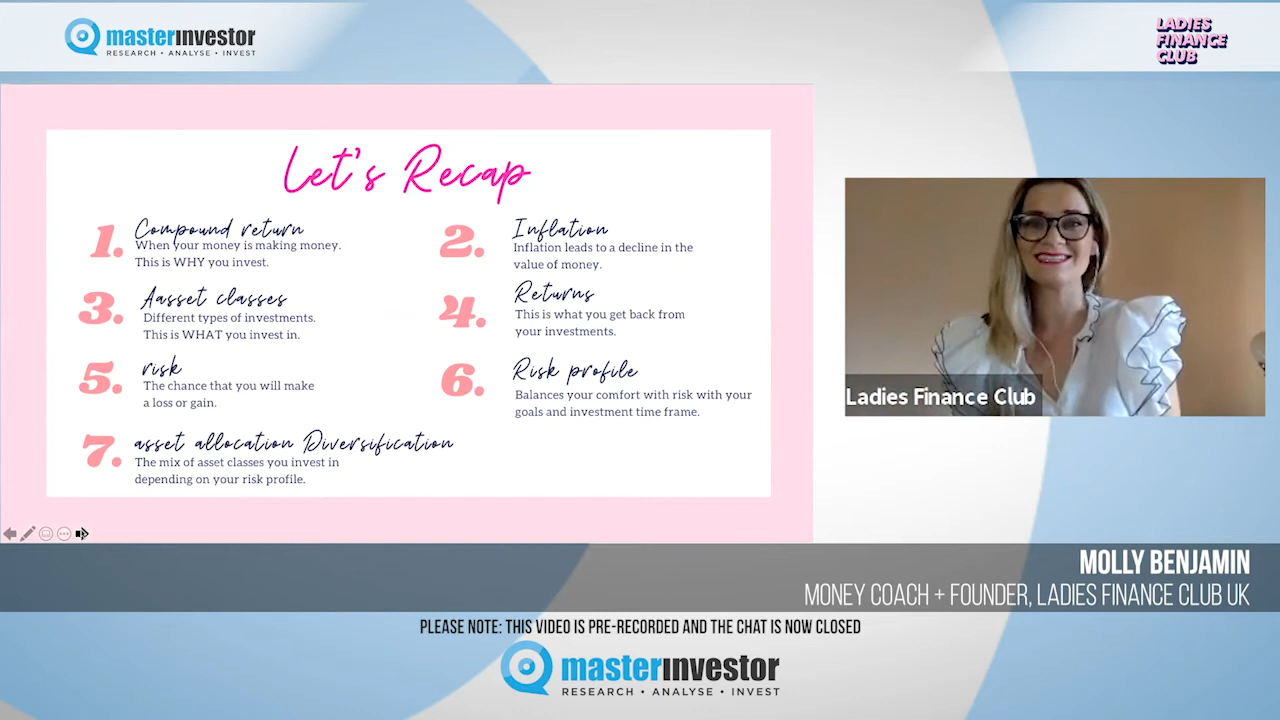 masterinvestor
RESEARCH • ANALYSE • INVEST
LADIES
FINANCE
CLUB
Let's Recap
1. Compound return
When your money is making money.
This is WHY you invest.
2. Inflation
Inflation leads to a decline in the
value of money.
3. Aasset classes
Different types of investments.
This is WHAT you invest in.
4. Returns
This is what you get back from
your investments.
5. risk
The chance that you will make
a loss or gain.
6. Risk profile
Balances your comfort with risk with your
goals and investment time frame.
7. asset allocation Diversification
The mix of asset classes you invest in
depending on your risk profile.
Ladies Finance Club
MOLLY BENJAMIN
MONEY COACH + FOUNDER, LADIES FINANCE CLUB UK
PLEASE NOTE: THIS VIDEO IS PRE-RECORDED AND THE CHAT IS NOW CLOSED
masterinvestor
RESEARCH • ANALYSE • INVEST